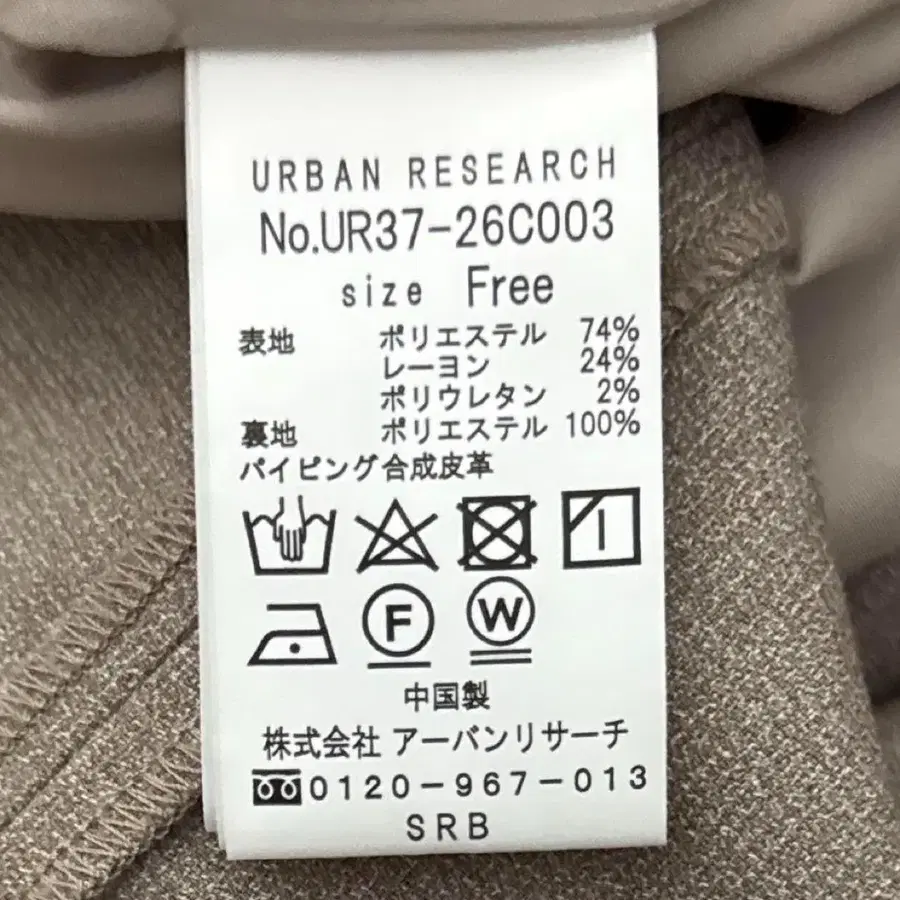 URBAN RESEARCH
No.UR37-26C003
size Free
表地 ポリエステル 74%
レーヨン 24%
ポリウレタン 2%
裏地 ポリエステル 100%
パイピング合成皮革
F W
中国製
株式会社 アーバンリサーチ
0120-967-013
SRB